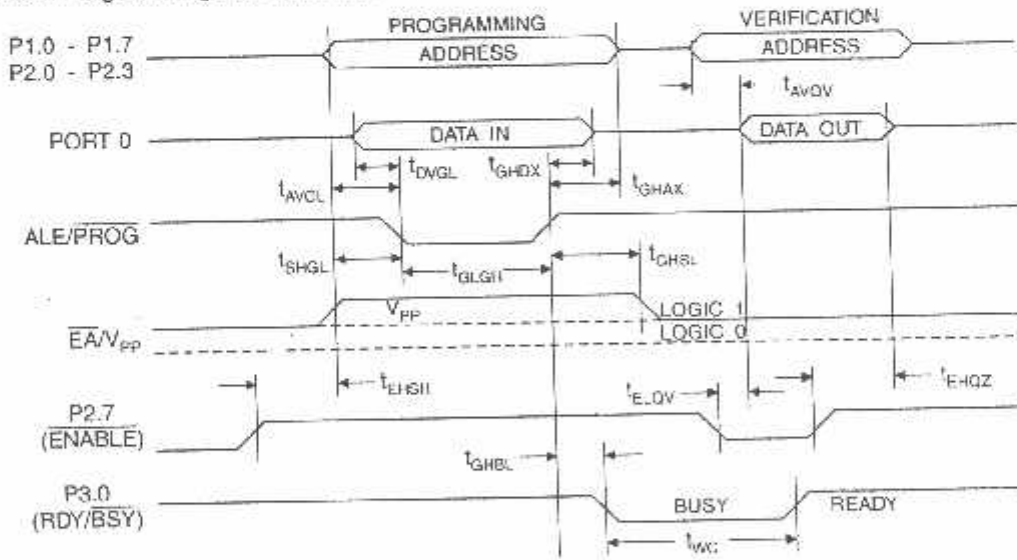 PROGRAMMING
VERIFICATION
P1.0 - P1.7
P2.0 - P2.3
ADDRESS
ADDRESS
tAVQV
PORT 0
DATA IN
DATA OUT
tDVGL
tGHDX
tAVGL
tGHAX
ALE/PROG
tSHGL
tGLGH
tGHSL
VPP
LOGIC 1
LOGIC 0
EA/VPP
tEHSH
tELQV
tEHQZ
P2.7
(ENABLE)
tGHBL
P3.0
(RDY/BSY)
BUSY
READY
tWC